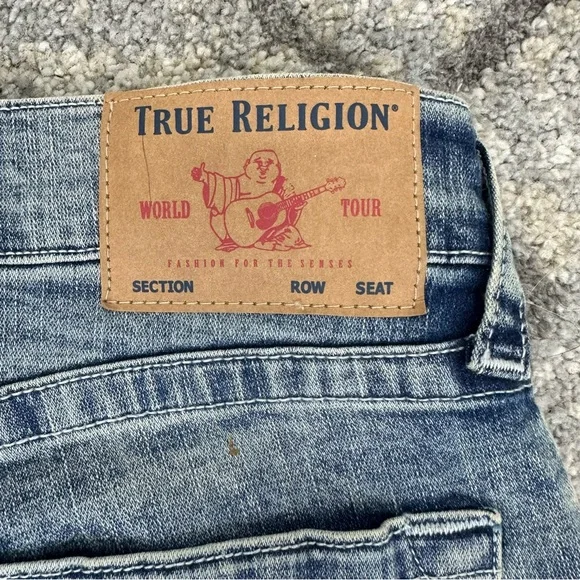 TRUE RELIGION®
WORLD TOUR
FASHION FOR THE SENSES
SECTION ROW SEAT